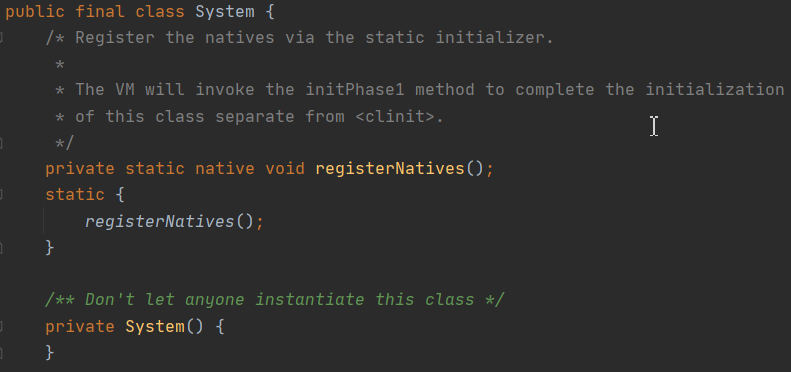 public final class System {
/* Register the natives via the static initializer.
*
* The VM will invoke the initPhase1 method to complete the initialization
* of this class separate from <clinit>.
*/
private static native void registerNatives();
static {
registerNatives();
}
/** Don't let anyone instantiate this class */
private System() {
}